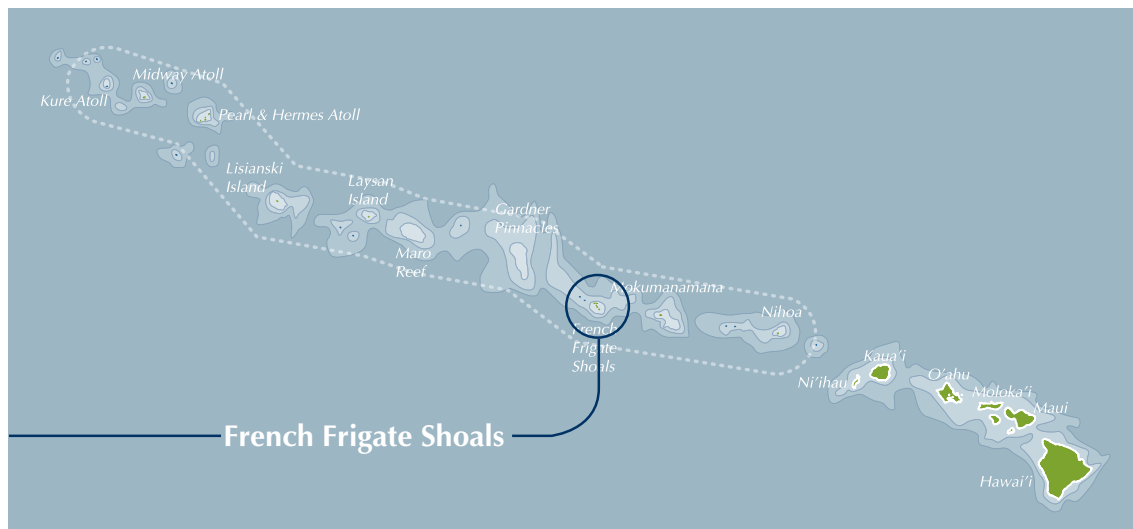 Midway Atoll
Kure Atoll
Pearl & Hermes Atoll
Lisianski
Island
Laysan
Island
Maro
Reef
Gardner
Pinnacles
Mokumanamana
French
Frigate
Shoals
Nihoa
Kaua’i
Ni’ihau
O’ahu
Moloka’i
Maui
Hawai’i
French Frigate Shoals